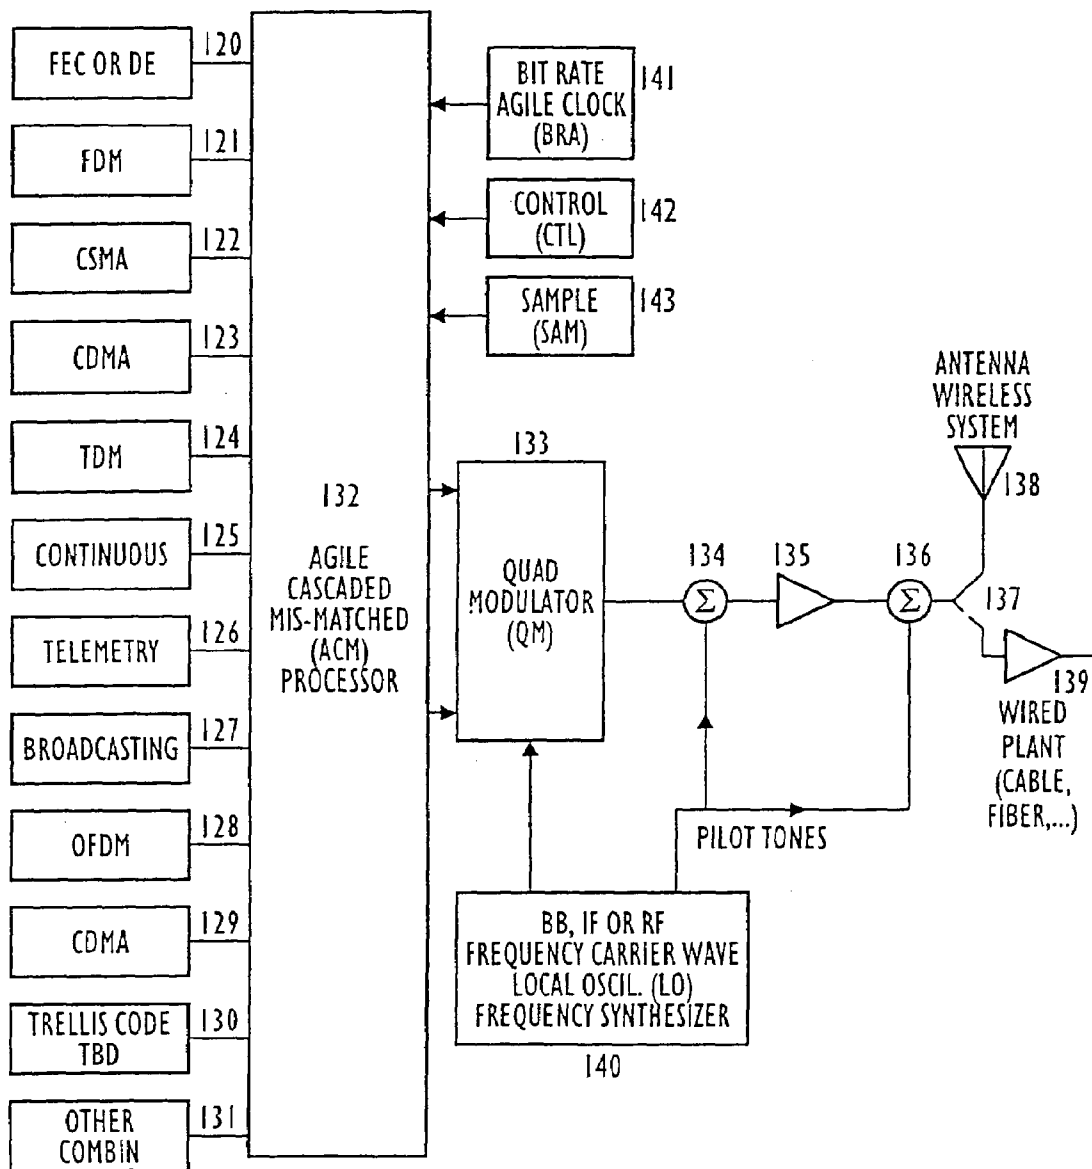 120
FEC OR DE
121
FDM
122
CSMA
123
CDMA
124
TDM
125
CONTINUOUS
126
TELEMETRY
127
BROADCASTING
128
OFDM
129
CDMA
130
TRELLIS CODE
TBD
131
OTHER
COMBIN
132
AGILE
CASCADED
MIS-MATCHED
(ACM)
PROCESSOR
BIT RATE
AGILE CLOCK
(BRA)
141
CONTROL
(CTL)
142
SAMPLE
(SAM)
143
133
QUAD
MODULATOR
(QM)
134
Σ
135
136
Σ
ANTENNA
WIRELESS
SYSTEM
138
137
139
WIRED
PLANT
(CABLE,
FIBER,...)
PILOT TONES
BB, IF OR RF
FREQUENCY CARRIER WAVE
LOCAL OSCIL. (LO)
FREQUENCY SYNTHESIZER
140